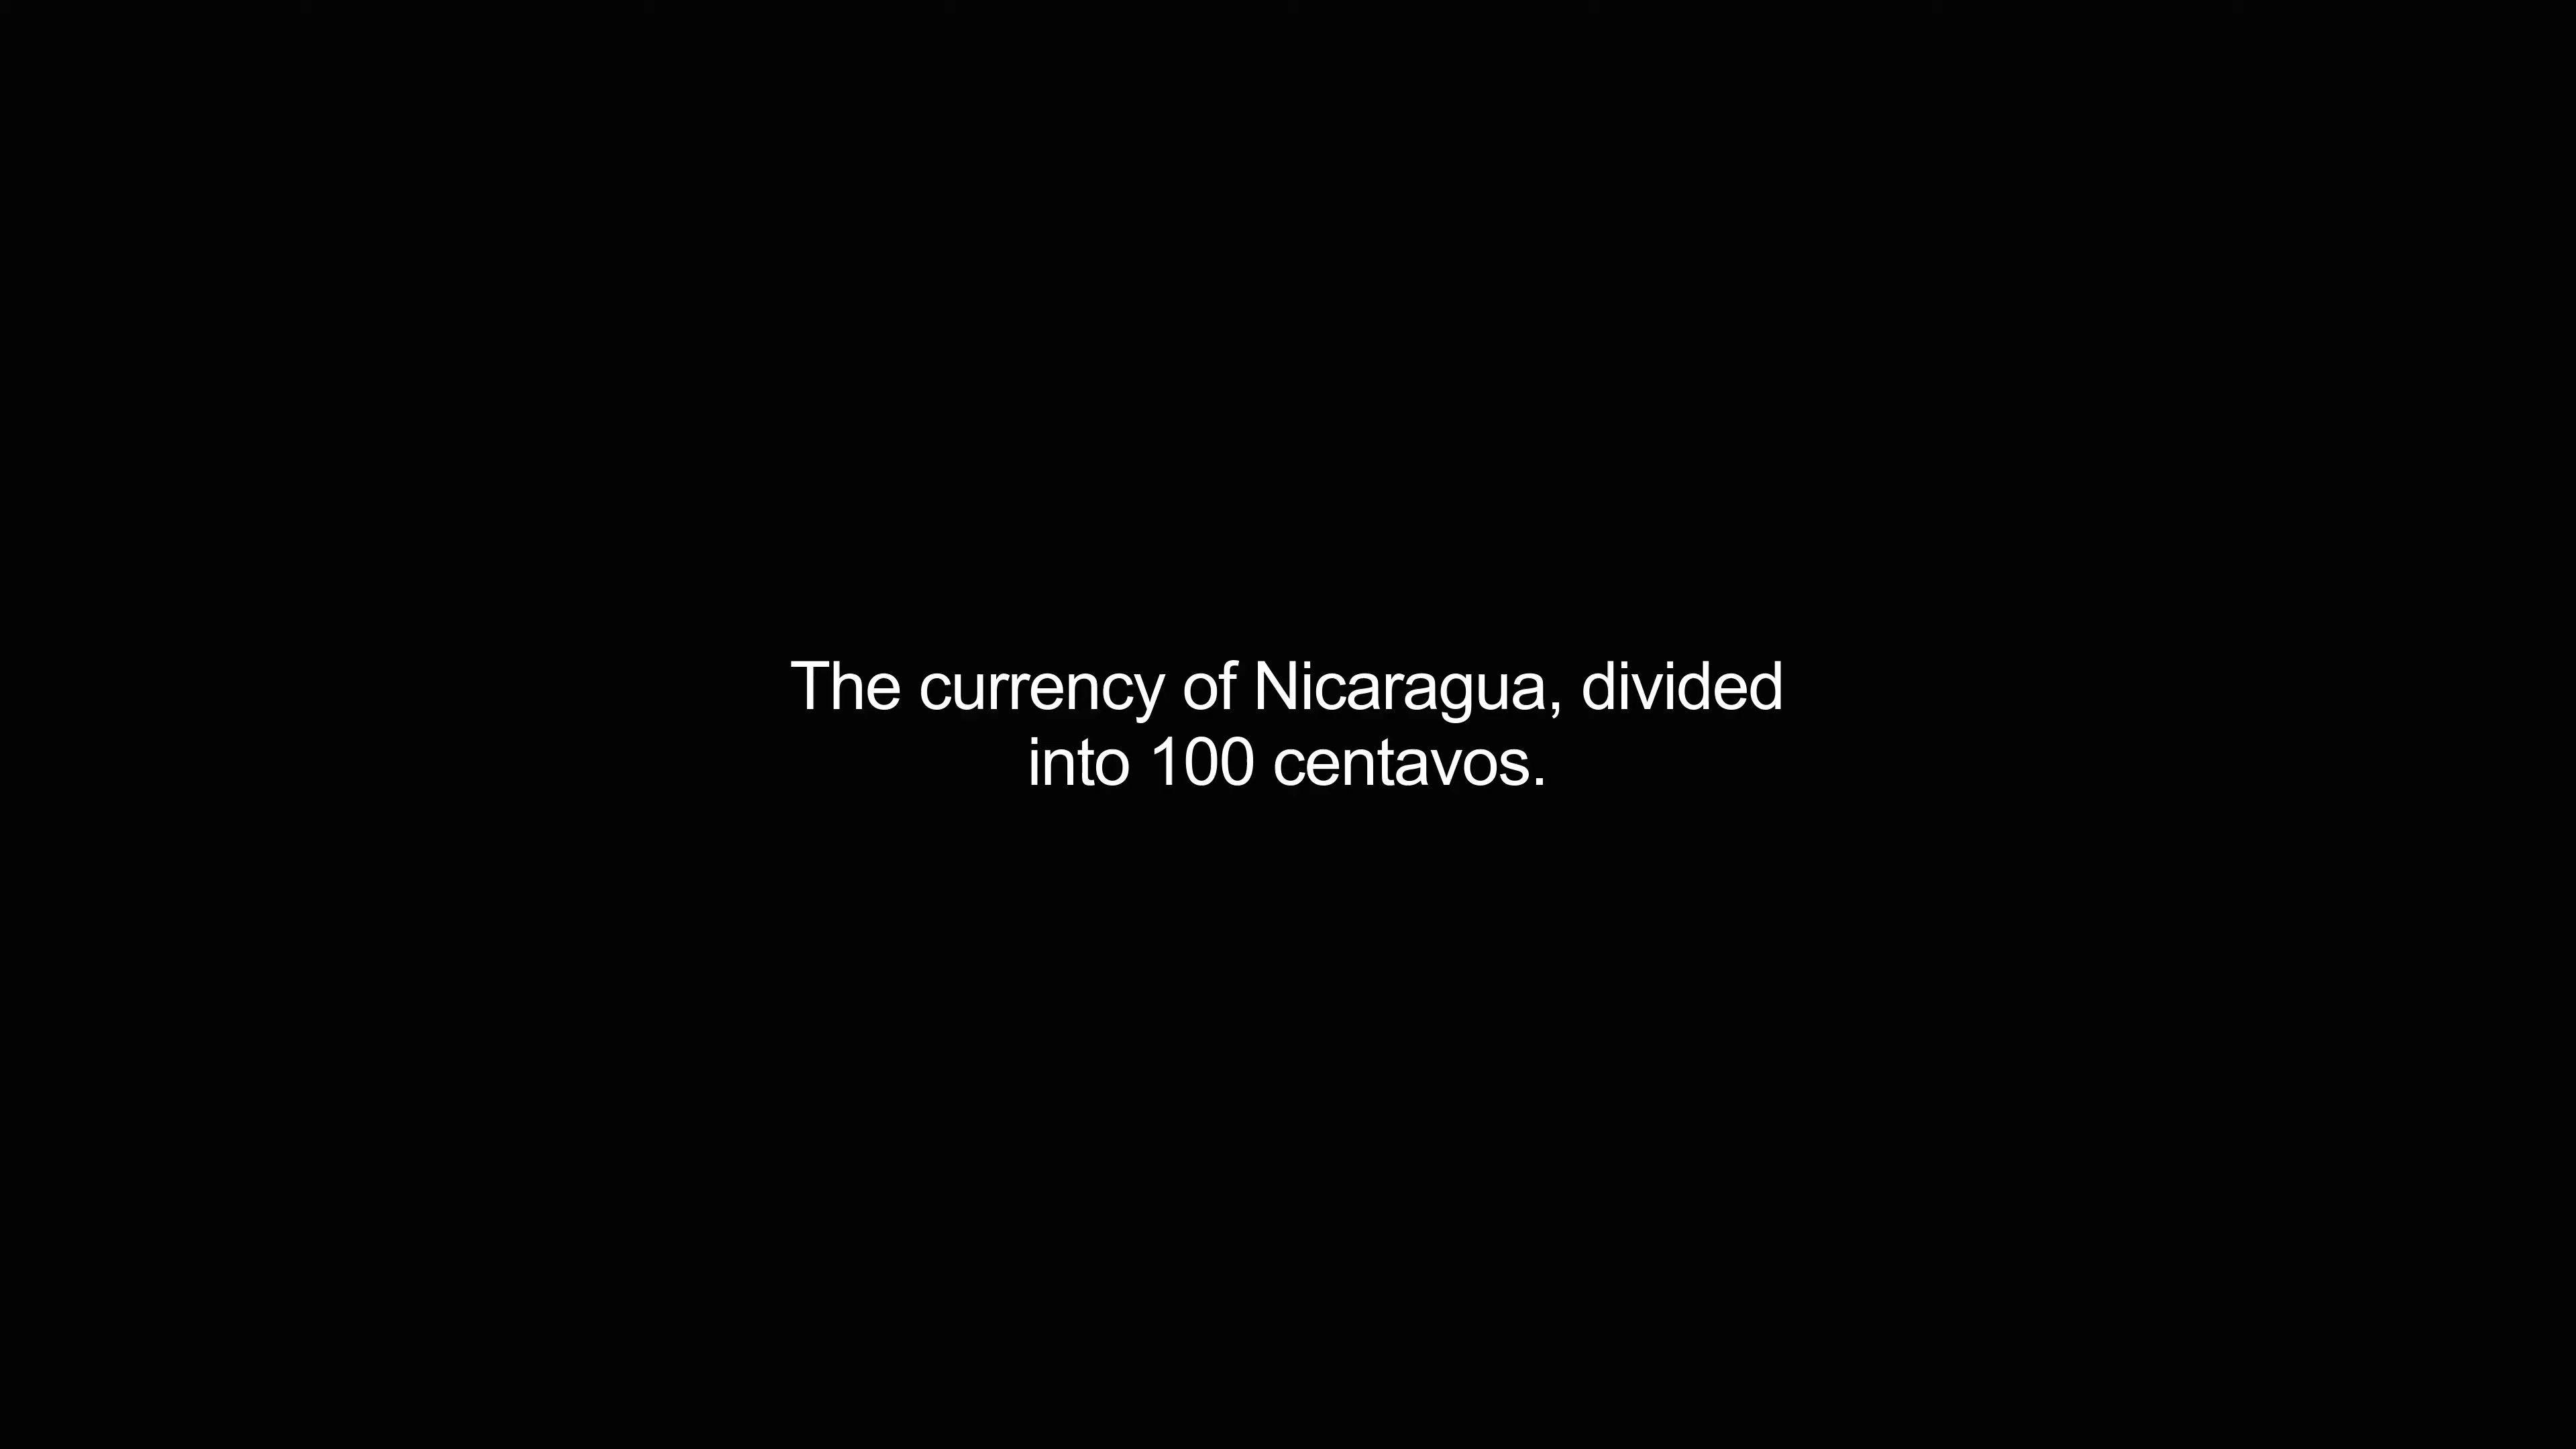 The currency of Nicaragua, divided
into 100 centavos.